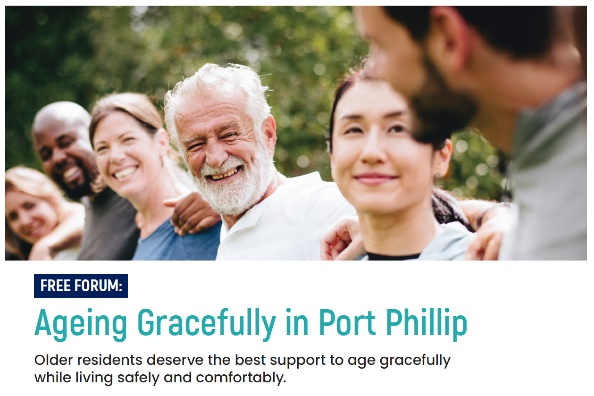 FREE FORUM:
Ageing Gracefully in Port Phillip
Older residents deserve the best support to age gracefully
while living safely and comfortably.